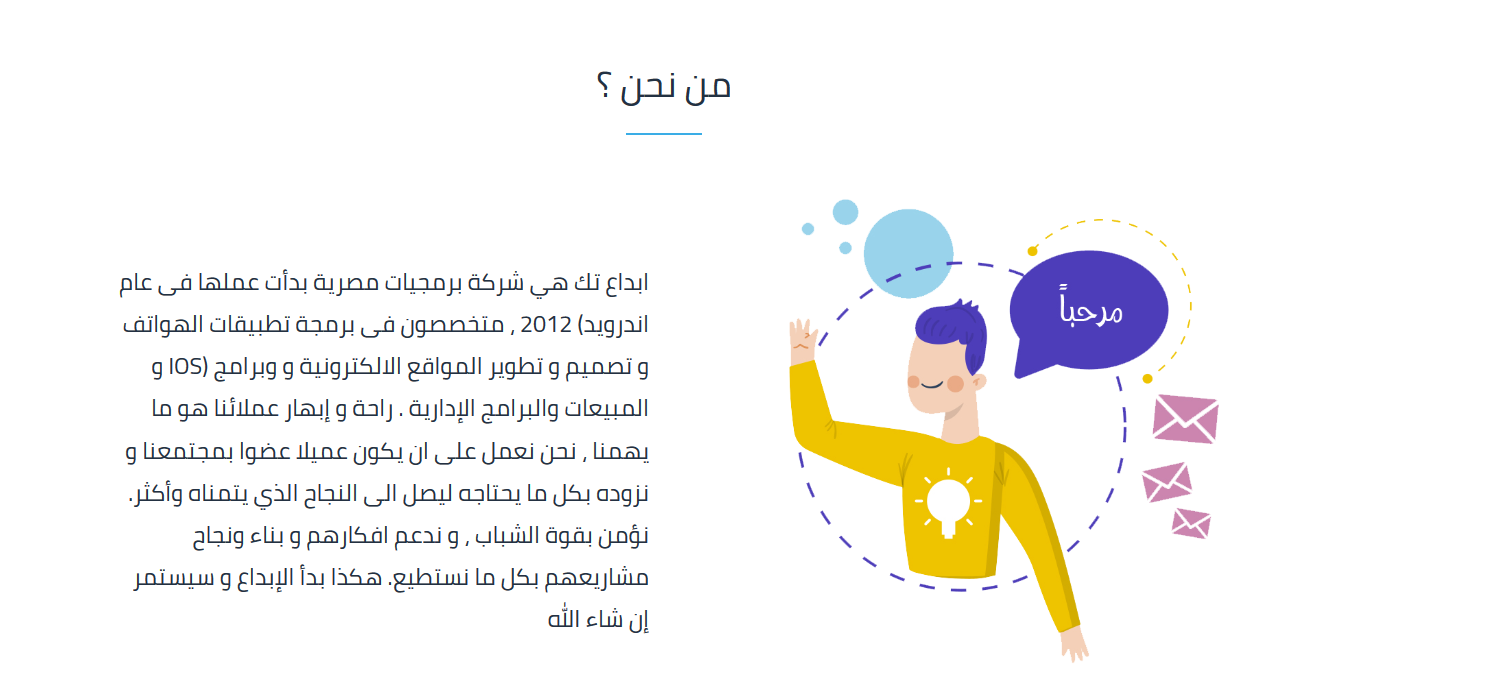 من نحن ؟
مرحباً
ابداع تك هي شركة برمجيات مصرية بدأت عملها فى عام
2012 , متخصصون فى برمجة تطبيقات الهواتف (اندرويد
و IOS) وبرامج و تصميم و تطوير المواقع الالكترونية و
المبيعات والبرامج الإدارية . راحة و إبهار عملائنا هو ما
يهمنا , نحن نعمل على ان يكون عميلا عضوا بمجتمعنا و
نزوده بكل ما يحتاجه ليصل الى النجاح الذي يتمناه وأكثر.
نؤمن بقوة الشباب , و ندعم افكارهم و بناء ونجاح
مشاريعهم بكل ما نستطيع. هكذا بدأ الإبداع و سيستمر
إن شاء الله